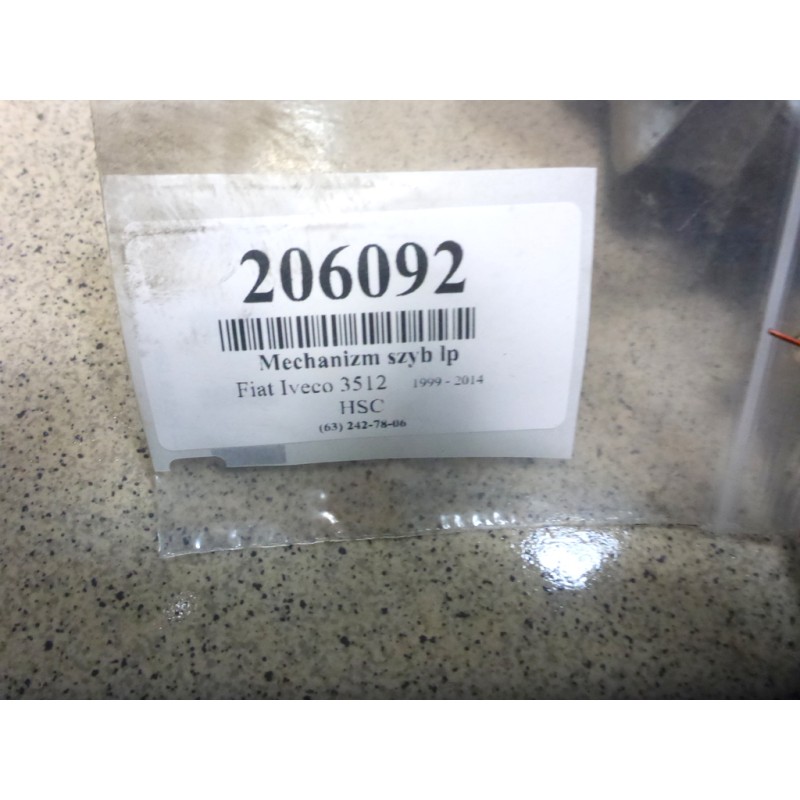 206092
Mechanizm szyb lp
Fiat Iveco 3512 1999 - 2014
HSC
(63) 242-78-06